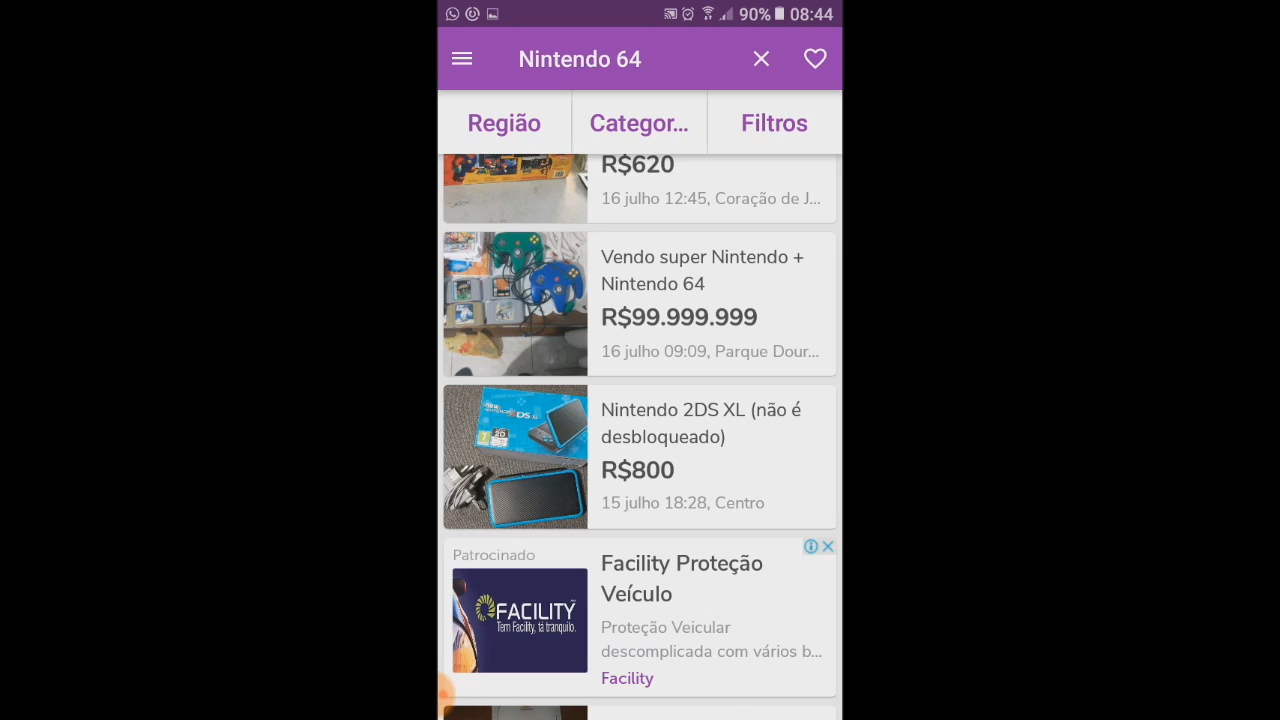 90% 08:44
Nintendo 64
Região
Categor...
Filtros
R$620
16 julho 12:45, Coração de J...
Vendo super Nintendo +
Nintendo 64
R$99.999.999
16 julho 09:09, Parque Dour...
Nintendo 2DS XL (não é
desbloqueado)
R$800
15 julho 18:28, Centro
Patrocinado
FACILITY
Tem Facility, tá tranquilo.
Facility Proteção
Veículo
Proteção Veicular
descomplicada com vários b...
Facility